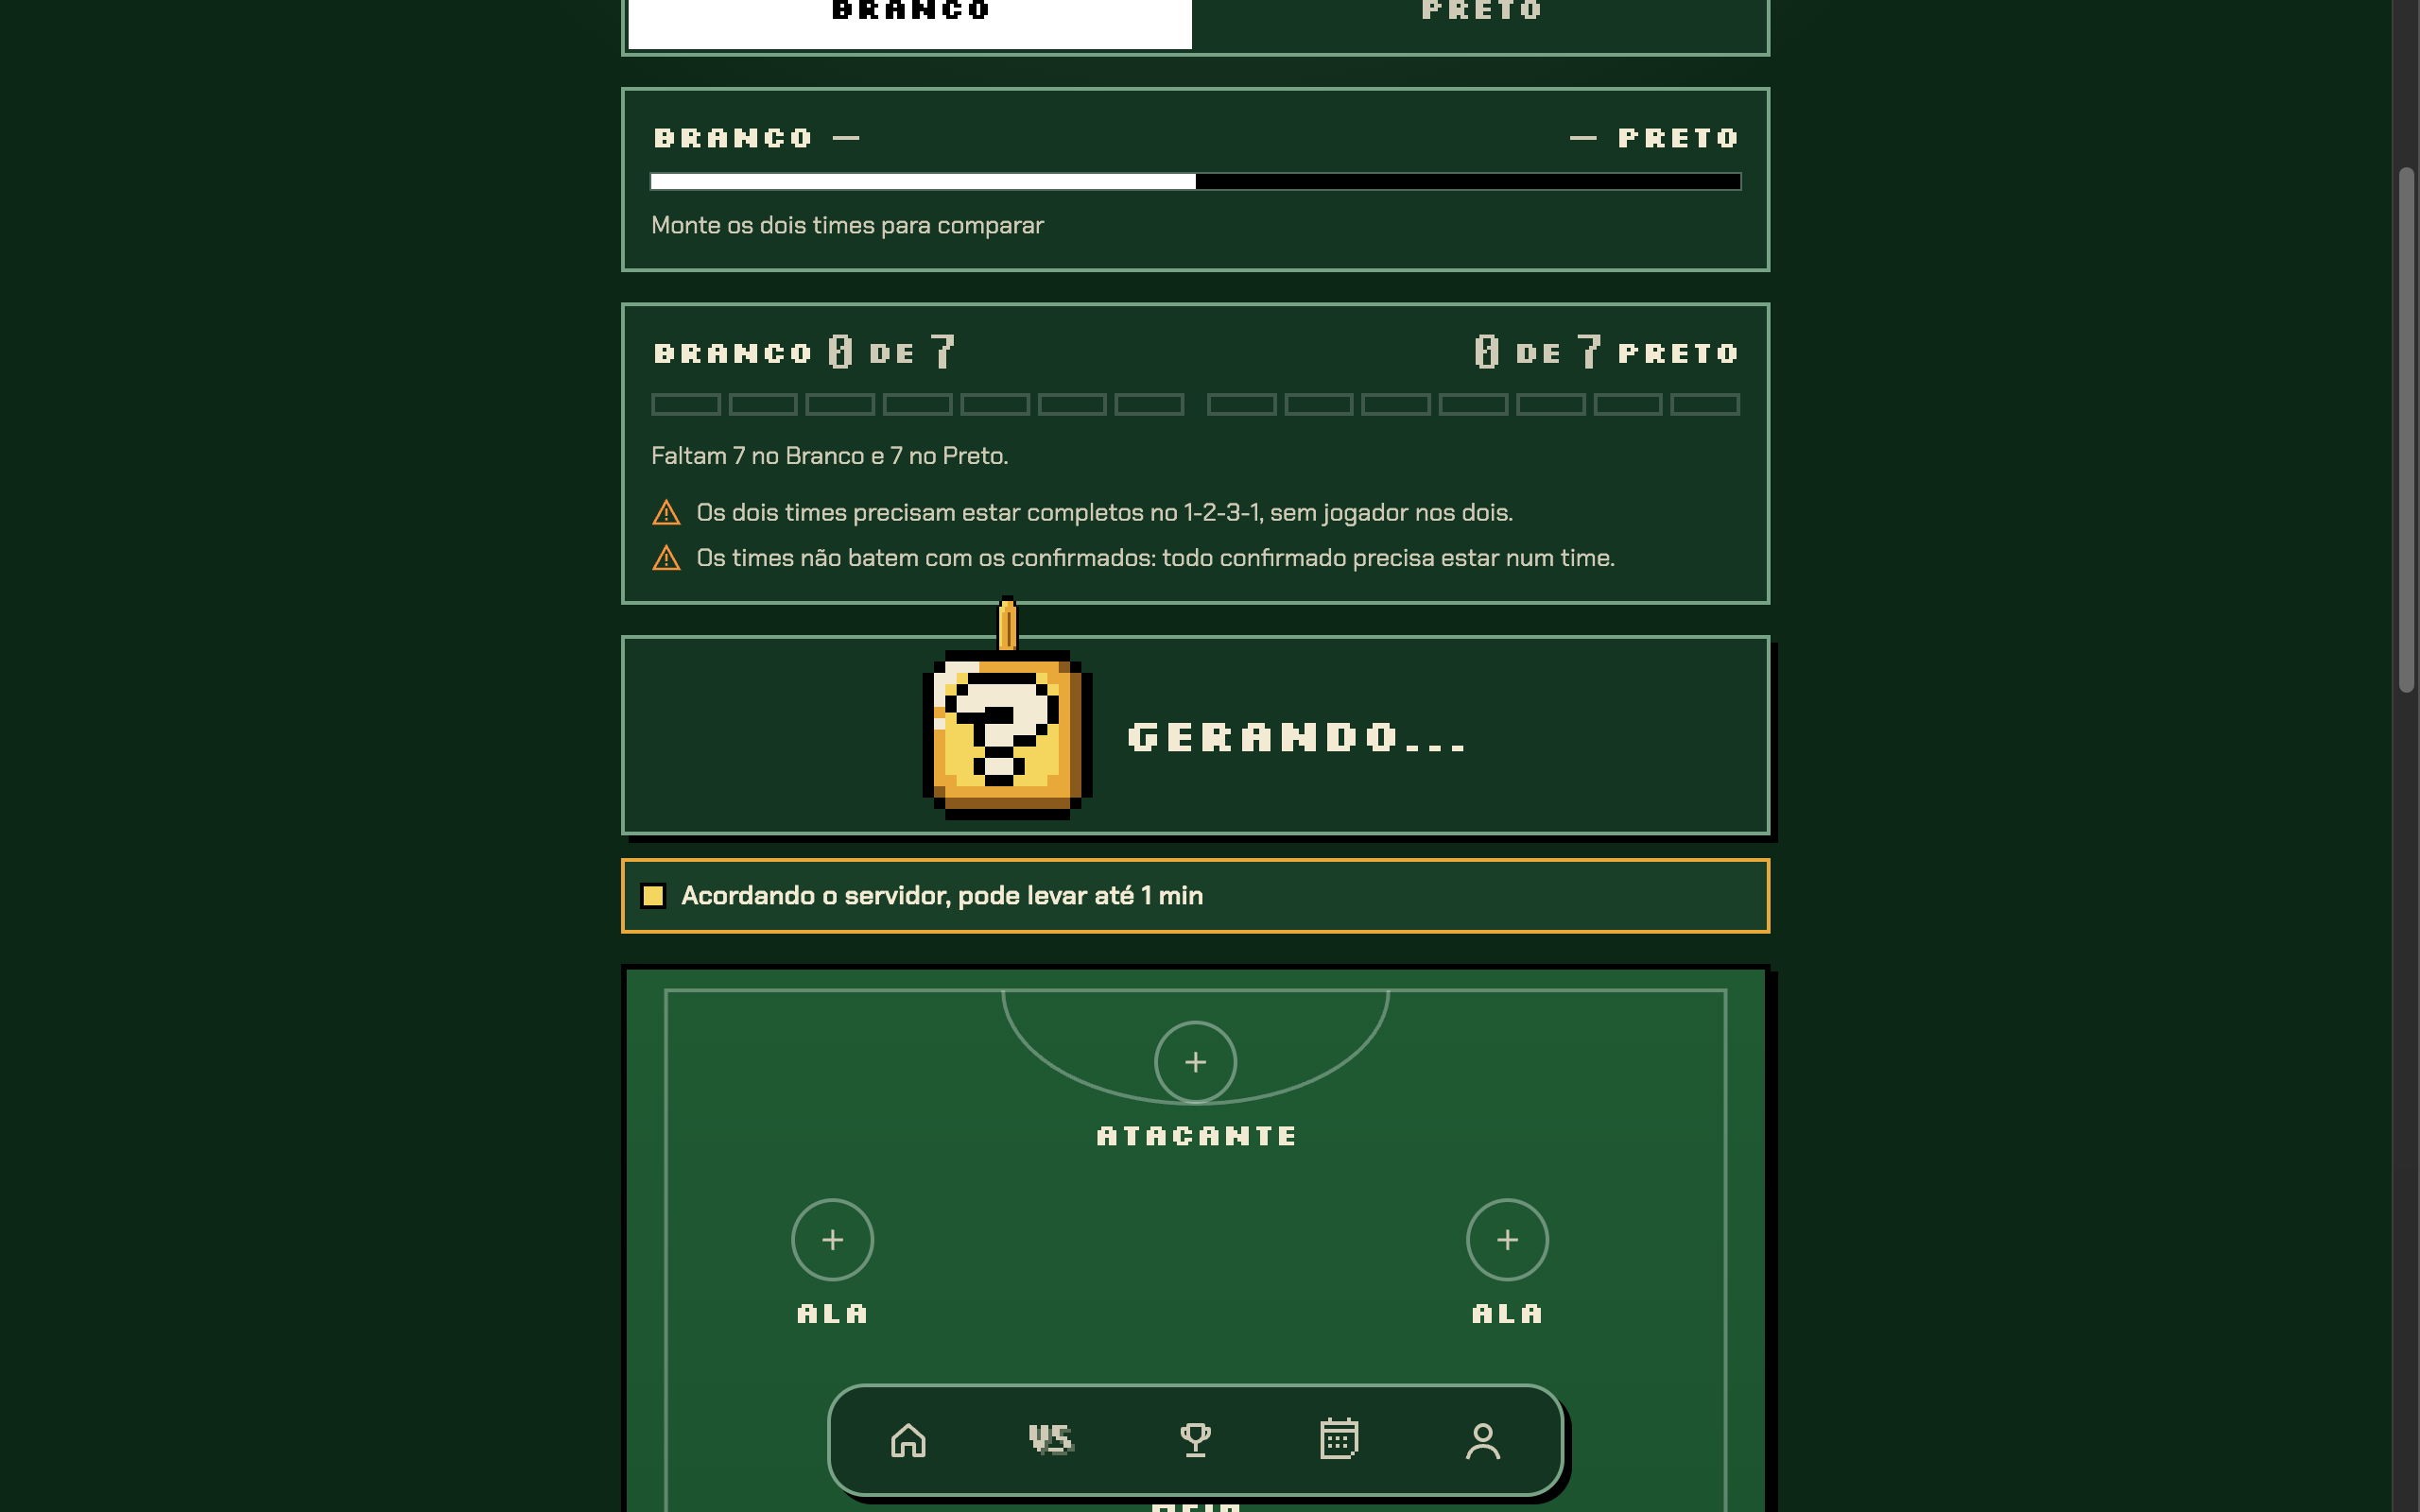 BRANCO PRETO
BRANCO — — PRETO
Monte os dois times para comparar
BRANCO 0 DE 7 0 DE 7 PRETO
Faltam 7 no Branco e 7 no Preto.
Os dois times precisam estar completos no 1-2-3-1, sem jogador nos dois.
Os times não batem com os confirmados: todo confirmado precisa estar num time.
? GERANDO...
Acordando o servidor, pode levar até 1 min
+
ATACANTE
+ +
ALA ALA
VS